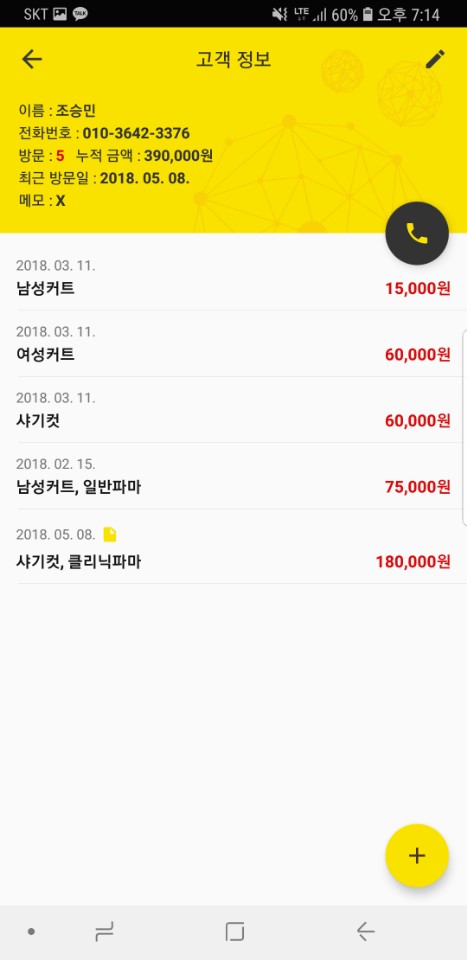 SKT TALK LTE 60% 오후 7:14
고객 정보
이름 : 조승민
전화번호 : 010-3642-3376
방문 : 5 누적 금액 : 390,000원
최근 방문일 : 2018. 05. 08.
메모 : X
2018. 03. 11.
남성커트 15,000원
2018. 03. 11.
여성커트 60,000원
2018. 03. 11.
샤기컷 60,000원
2018. 02. 15.
남성커트, 일반파마 75,000원
2018. 05. 08.
샤기컷, 클리닉파마 180,000원